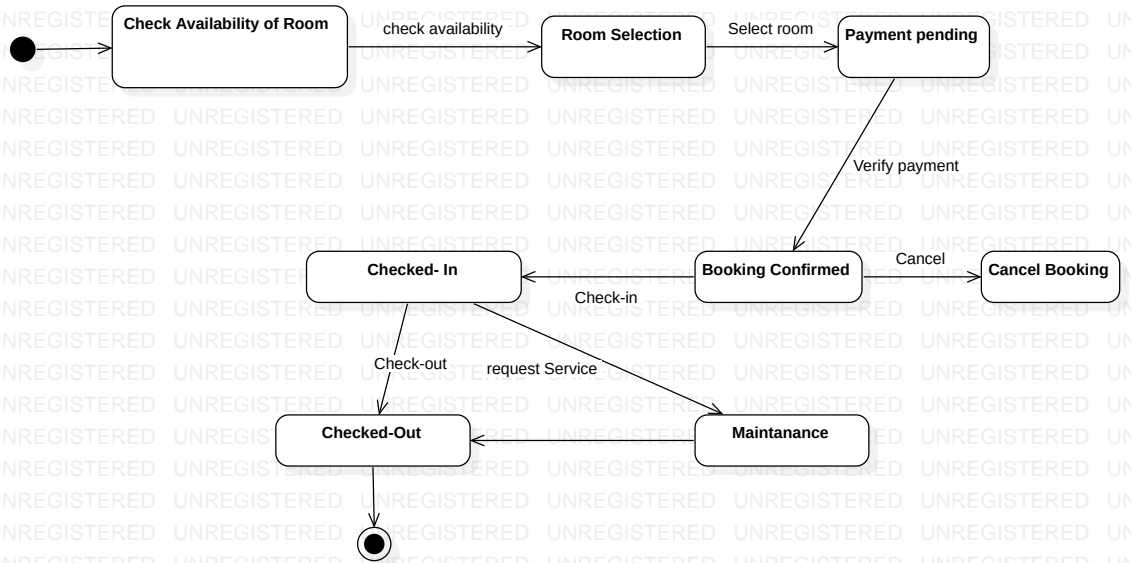 Check Availability of Room
check availability
Room Selection
Select room
Payment pending
Verify payment
Checked- In
Check-in
Booking Confirmed
Cancel
Cancel Booking
Check-out
request Service
Checked-Out
Maintanance
UNREGISTERED